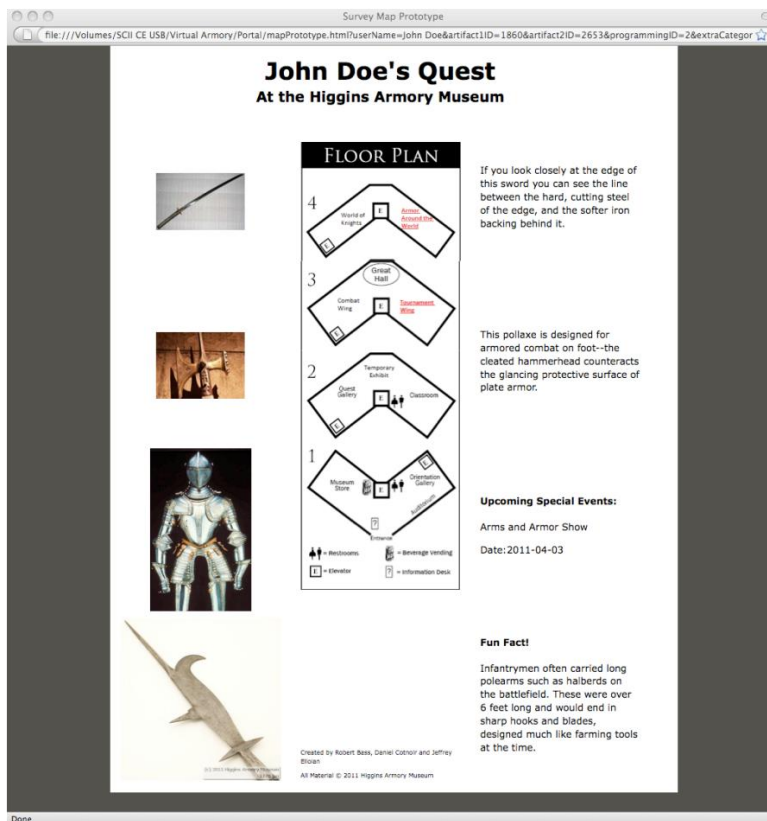 Survey Map Prototype
file:///Volumes/SCII CE USB/Virtual Armory/Portal/mapPrototype.html?userName=John Doe&artifact1ID=1860&artifact2ID=2653&programmingID=2&extraCategor
John Doe's Quest
At the Higgins Armory Museum
FLOOR PLAN
4
World of
Knights
E
Armor
Around the
World
E
3
Great
Hall
Combat
Wing
E
Tournament
Wing
E
2
Temporary
Exhibit
Quest
Gallery
E
Classroom
E
1
E
Museum
Store
E
Orientation
Gallery
Auditorium
?
Entrance
= Restrooms
= Beverage Vending
E = Elevator
? = Information Desk
If you look closely at the edge of
this sword you can see the line
between the hard, cutting steel
of the edge, and the softer iron
backing behind it.
This pollaxe is designed for
armored combat on foot--the
cleated hammerhead counteracts
the glancing protective surface of
plate armor.
Upcoming Special Events:
Arms and Armor Show
Date:2011-04-03
Fun Fact!
Infantrymen often carried long
polearms such as halberds on
the battlefield. These were over
6 feet long and would end in
sharp hooks and blades,
designed much like farming tools
at the time.
(c) 2011 Higgins Armory Museum
Created by Robert Bass, Daniel Cotnoir and Jeffrey
Elloian
All Material © 2011 Higgins Armory Museum
Done